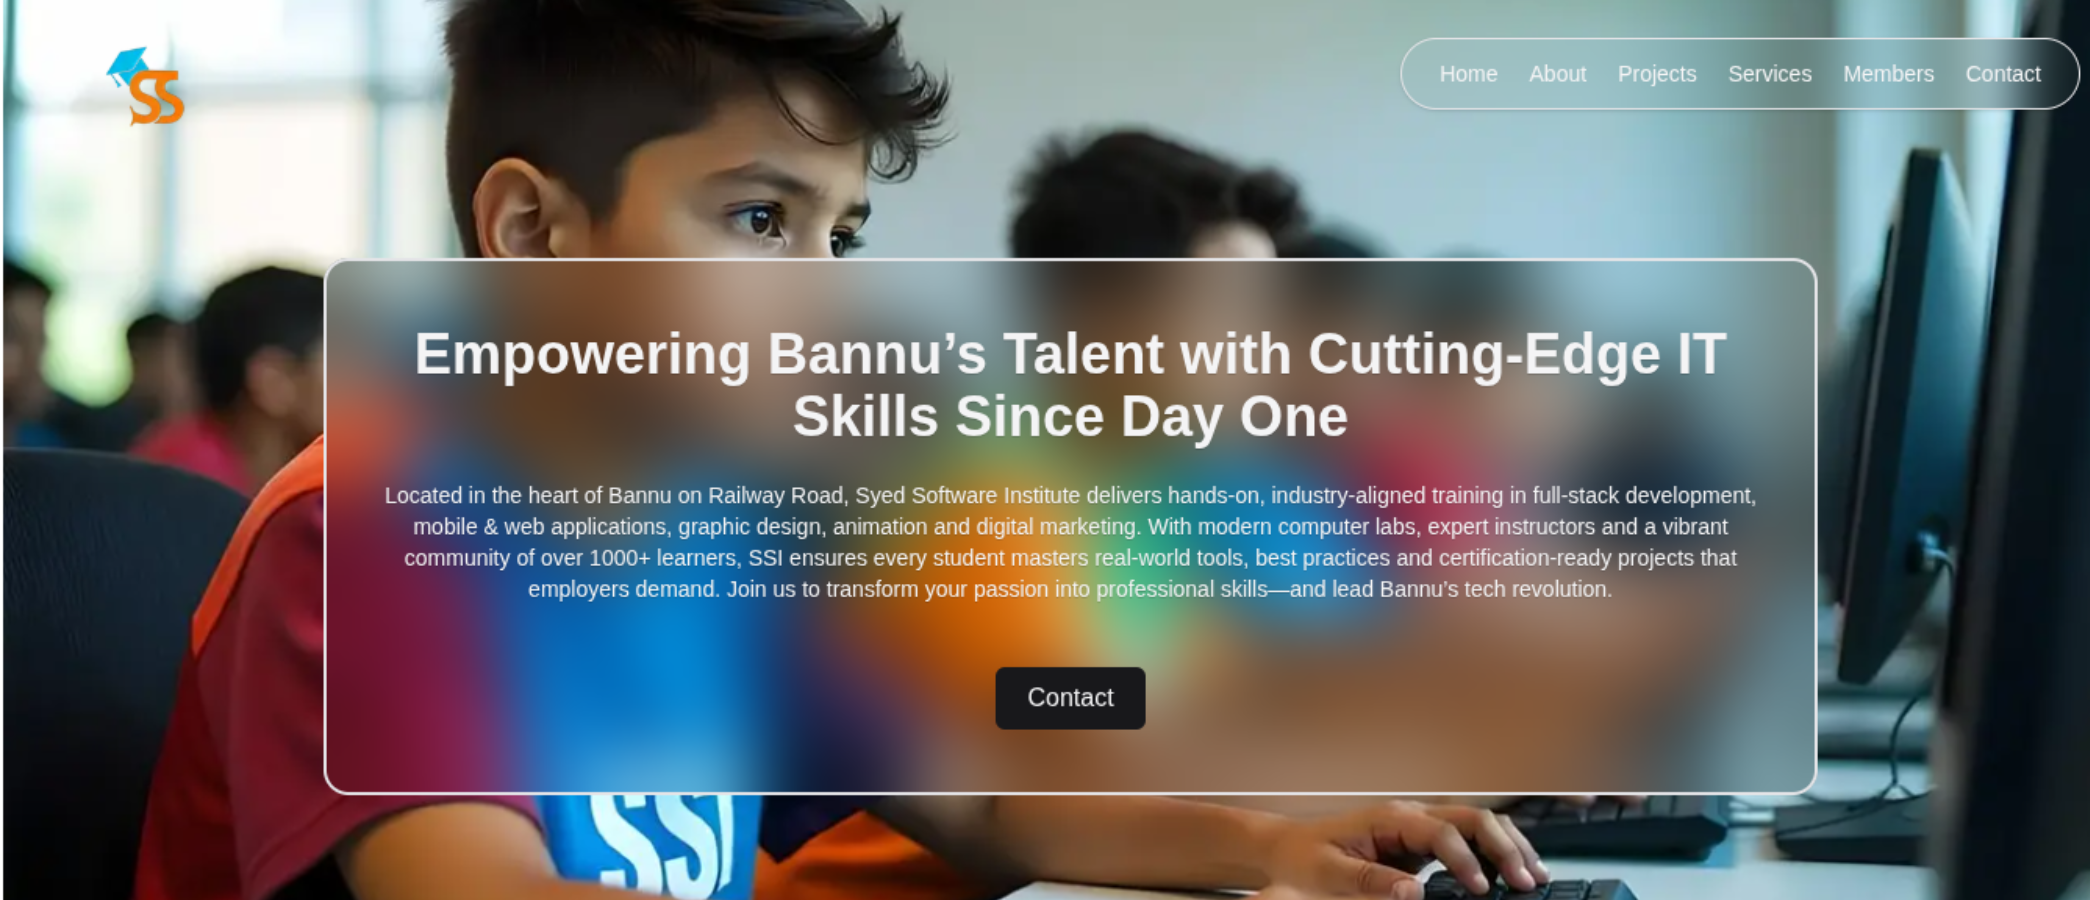 SS
Home About Projects Services Members Contact
Empowering Bannu’s Talent with Cutting-Edge IT
Skills Since Day One
Located in the heart of Bannu on Railway Road, Syed Software Institute delivers hands-on, industry-aligned training in full-stack development,
mobile & web applications, graphic design, animation and digital marketing. With modern computer labs, expert instructors and a vibrant
community of over 1000+ learners, SSI ensures every student masters real-world tools, best practices and certification-ready projects that
employers demand. Join us to transform your passion into professional skills—and lead Bannu’s tech revolution.
Contact
SSI